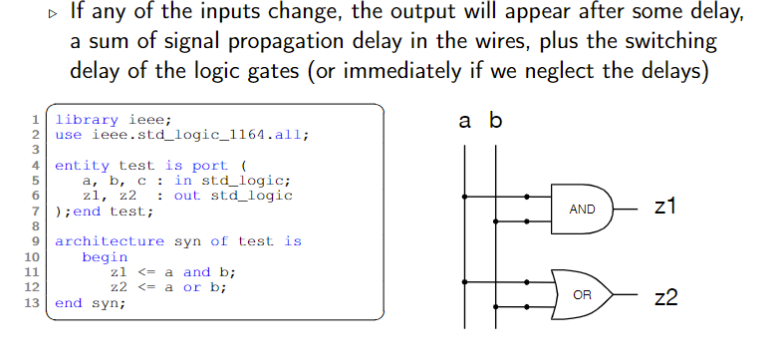 ▷ If any of the inputs change, the output will appear after some delay,
a sum of signal propagation delay in the wires, plus the switching
delay of the logic gates (or immediately if we neglect the delays)
1 library ieee;
2 use ieee.std_logic_1164.all;
3
4 entity test is port (
5 a, b, c : in std_logic;
6 z1, z2 : out std_logic
7 );end test;
8
9 architecture syn of test is
10 begin
11 z1 <= a and b;
12 z2 <= a or b;
13 end syn;
a b
AND z1
OR z2